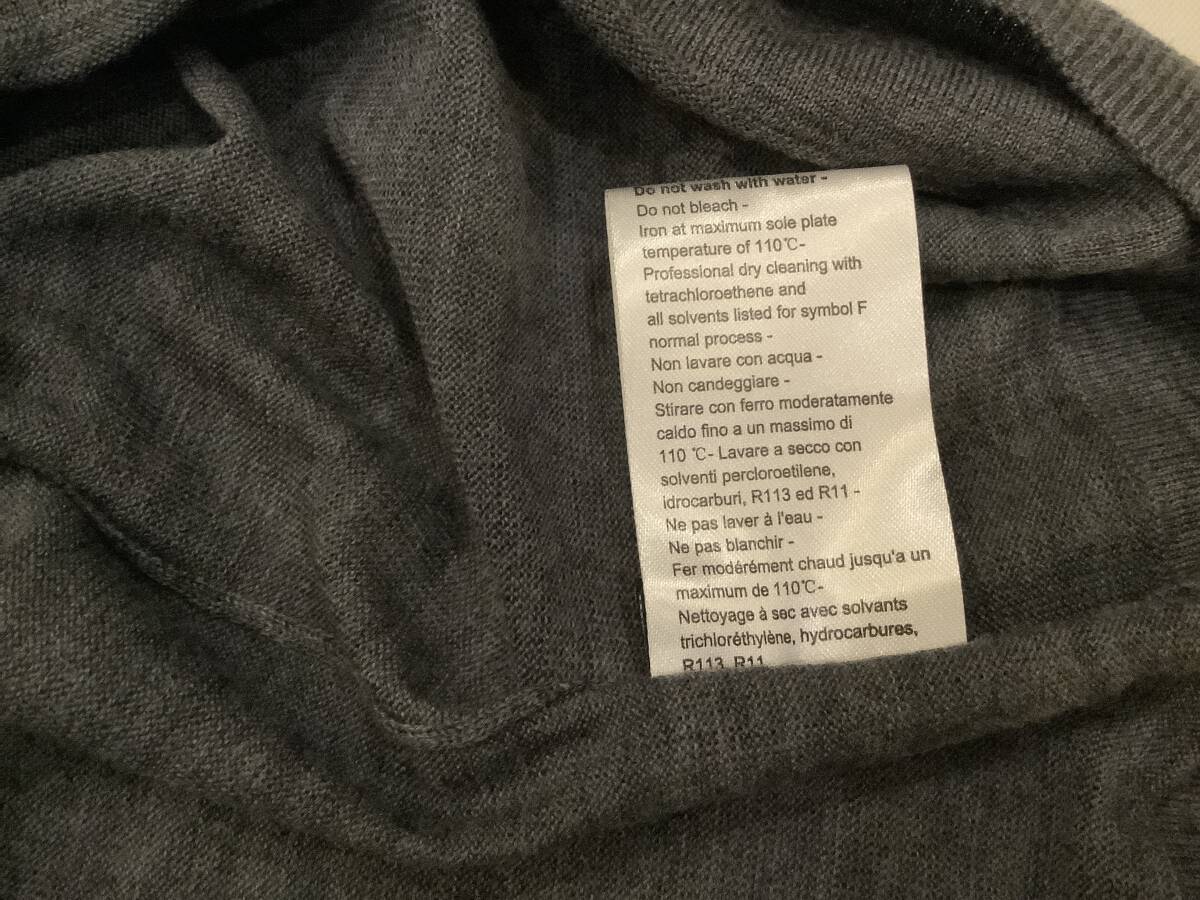 Do not wash with water -
Do not bleach -
Iron at maximum sole plate
temperature of 110℃-
Professional dry cleaning with
tetrachloroethene and
all solvents listed for symbol F
normal process -
Non lavare con acqua -
Non candeggiare -
Stirare con ferro moderatamente
caldo fino a un massimo di
110 ℃- Lavare a secco con
solventi percloroetilene,
idrocarburi, R113 ed R11 -
Ne pas laver à l'eau -
Ne pas blanchir -
Fer modérément chaud jusqu'a un
maximum de 110℃-
Nettoyage à sec avec solvants
trichloréthylène, hydrocarbures,
R113, R11